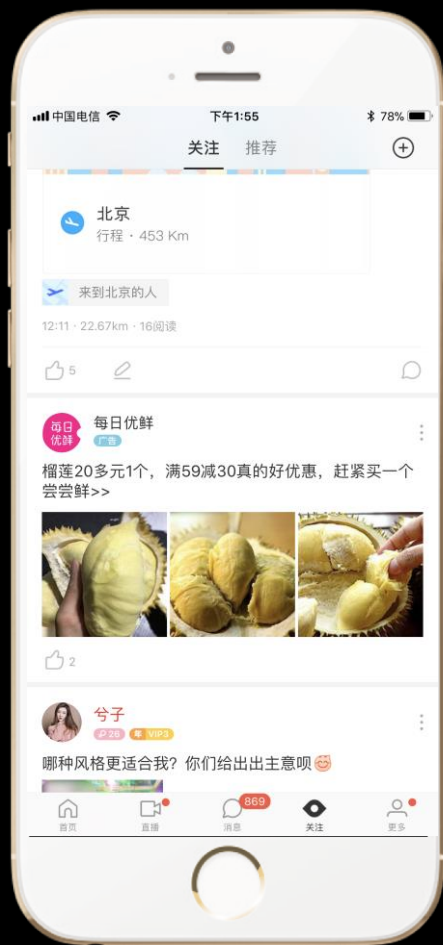 中国电信
下午1:55
78%
关注 推荐
北京
行程 · 453 Km
来到北京的人
12:11 · 22.67km · 16阅读
5
每日优鲜
每日优鲜
广告
榴莲20多元1个，满59减30真的好优惠，赶紧买一个
尝尝鲜>>
2
兮子
26 年 VIP3
哪种风格更适合我？你们给出出主意呗
869
首页 直播 消息 关注 更多